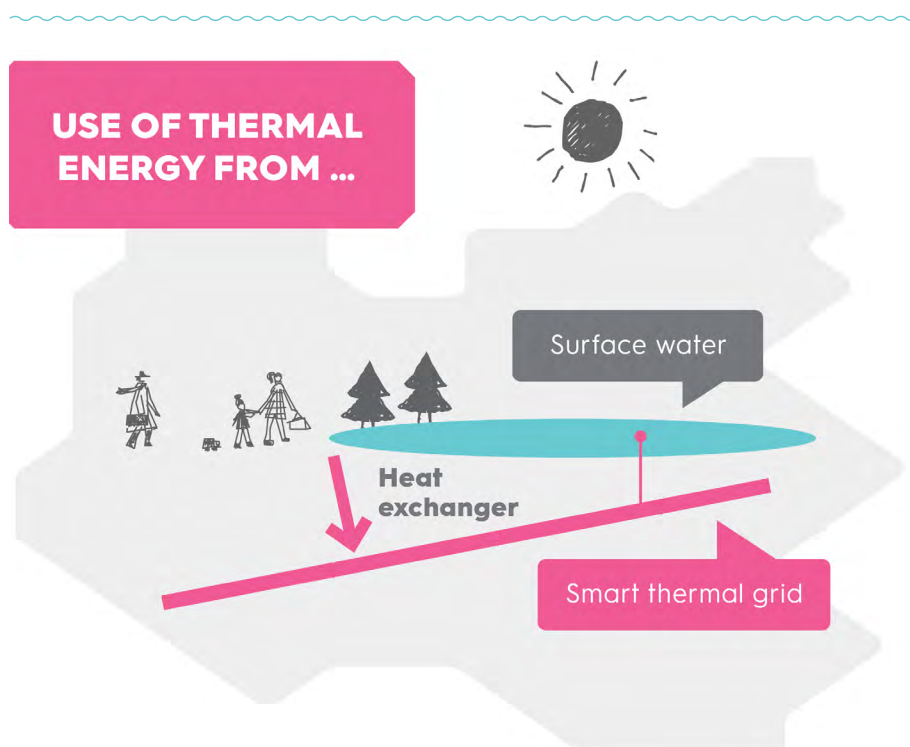 USE OF THERMAL
ENERGY FROM ...
Surface water
Heat
exchanger
Smart thermal grid